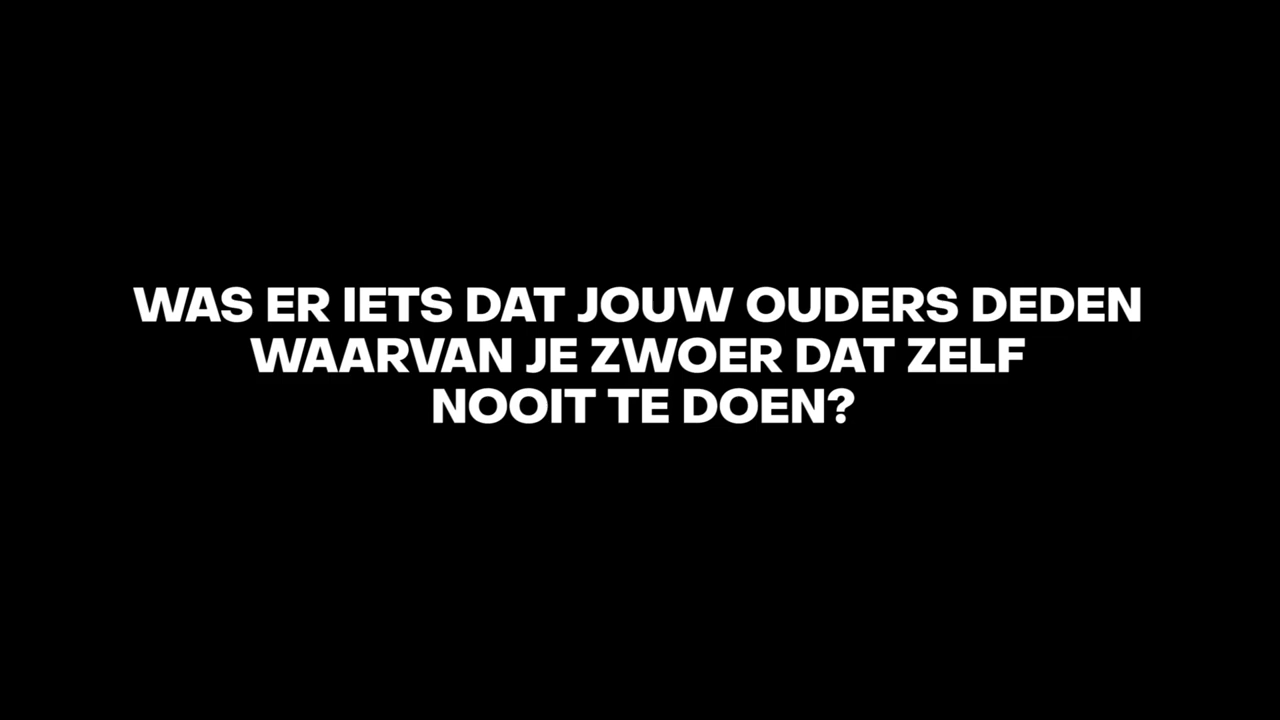 WAS ER IETS DAT JOUW OUDERS DEDEN
WAARVAN JE ZWOER DAT ZELF
NOOIT TE DOEN?